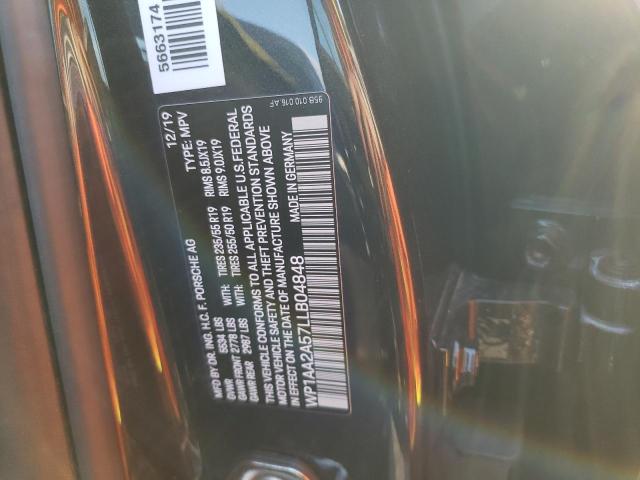 5663174
95B.010.016.AF
12/19
TYPE: MPV
MFD BY DR. ING. H.C. F. PORSCHE AG
GVWR 5534 LBS
GAWR FRONT 2778 LBS WITH: TIRES 235/55 R19 RIMS 8.5JX19
GAWR REAR 2987 LBS WITH: TIRES 255/50 R19 RIMS 9.0JX19
THIS VEHICLE CONFORMS TO ALL APPLICABLE U.S. FEDERAL
MOTOR VEHICLE SAFETY AND THEFT PREVENTION STANDARDS
IN EFFECT ON THE DATE OF MANUFACTURE SHOWN ABOVE
MADE IN GERMANY
WP1AA2A57LLB04848